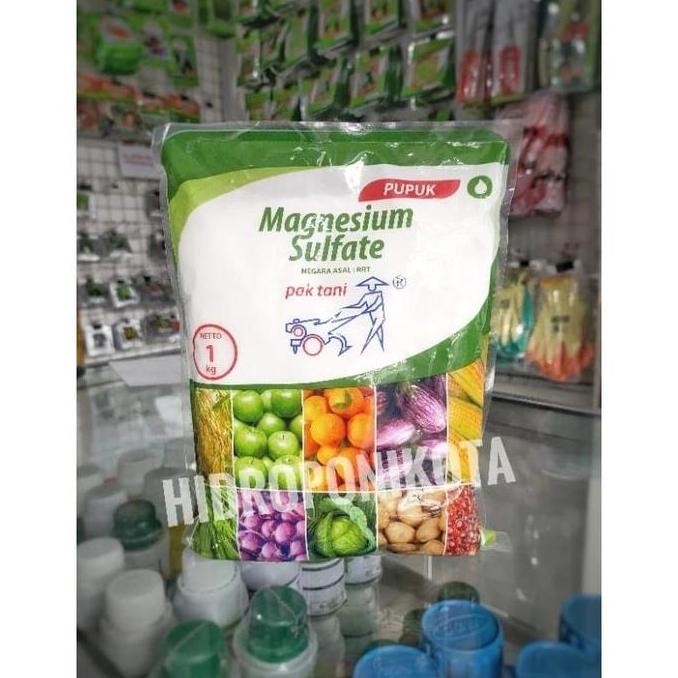 PUPUK
Magnesium
Sulfate
NEGARA ASAL : RRT
pak tani ®
NETTO
1
kg
HIDROPONIKOTA